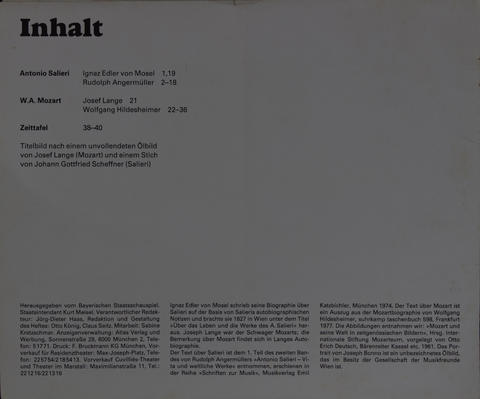 Inhalt
Antonio Salieri Ignaz Edler von Mosel 1,19
Rudolph Angermüller 2–18
W.A. Mozart Josef Lange 21
Wolfgang Hildesheimer 22–36
Zeittafel 38–40
Titelbild nach einem unvollendeten Ölbild
von Josef Lange (Mozart) und einem Stich
von Johann Gottfried Scheffner (Salieri)
Herausgegeben vom Bayerischen Staatsschauspiel.
Staatsintendant Kurt Meisel. Verantwortlicher Redak-
teur: Jörg-Dieter Haas, Redaktion und Gestaltung
des Heftes: Otto König, Claus Seitz. Mitarbeit: Sabine
Kretzschmar. Anzeigenverwaltung: Atlas Verlag und
Werbung, Sonnenstraße 29, 8000 München 2, Tele-
fon: 51771. Druck: F. Bruckmann KG München, Vor-
verkauf für Residenztheater: Max-Joseph-Platz, Tele-
fon: 225754/2185413. Vorverkauf Cuvilliés-Theater
und Theater im Marstall: Maximilianstraße 11, Tel.:
221216/221316
Ignaz Edler von Mosel schrieb seine Biographie über
Salieri auf der Basis von Salieris autobiographischen
Notizen und brachte sie 1827 in Wien unter dem Titel
»Über das Leben und die Werke des A. Salieri« her-
aus. Joseph Lange war der Schwager Mozarts; die
Bemerkung über Mozart findet sich in Langes Auto-
biographie.
Der Text über Salieri ist dem 1. Teil des zweiten Ban-
des von Rudolph Angermüllers »Antonio Salieri – Vi-
ta und weltliche Werke« entnommen, erschienen in
der Reihe »Schriften zur Musik«, Musikverlag Emil
Katzbichler, München 1974. Der Text über Mozart ist
ein Auszug aus der Mozartbiographie von Wolfgang
Hildesheimer, suhrkamp taschenbuch 598, Frankfurt
1977. Die Abbildungen entnahmen wir: »Mozart und
seine Welt in zeitgenössischen Bildern«, Hrsg. Inter-
nationale Stiftung Mozarteum, vorgelegt von Otto
Erich Deutsch, Bärenreiter Kassel etc. 1961. Das Por-
trait von Joseph Bonno ist ein unbezeichnetes Ölbild,
das im Besitz der Gesellschaft der Musikfreunde
Wien ist.